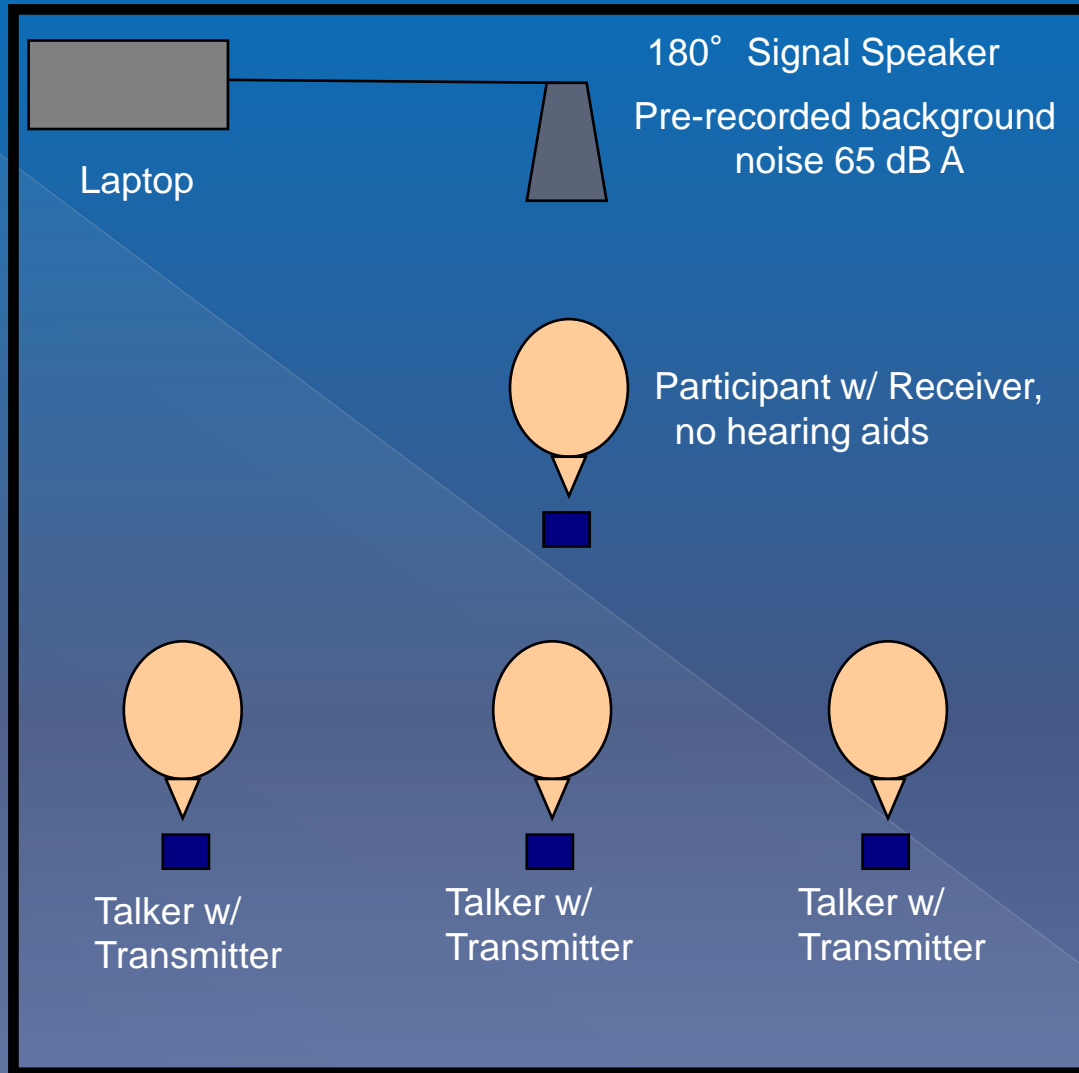 180° Signal Speaker
Pre-recorded background
noise 65 dB A
Laptop
Participant w/ Receiver,
no hearing aids
Talker w/
Transmitter
Talker w/
Transmitter
Talker w/
Transmitter